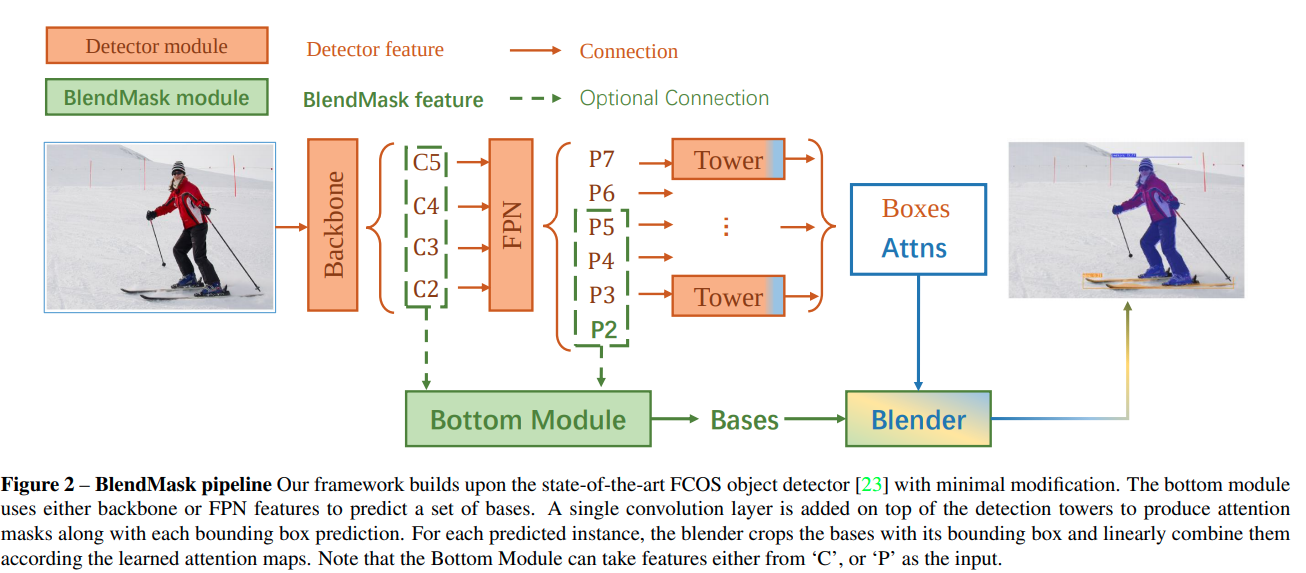 Detector module
Detector feature
Connection
BlendMask module
BlendMask feature
Optional Connection
Backbone
C5
C4
C3
C2
FPN
P7
P6
P5
P4
P3
P2
Tower
⋮
Tower
Boxes
Attns
Bottom Module
Bases
Blender
Figure 2 – BlendMask pipeline Our framework builds upon the state-of-the-art FCOS object detector [23] with minimal modification. The bottom module
uses either backbone or FPN features to predict a set of bases. A single convolution layer is added on top of the detection towers to produce attention
masks along with each bounding box prediction. For each predicted instance, the blender crops the bases with its bounding box and linearly combine them
according the learned attention maps. Note that the Bottom Module can take features either from ‘C’, or ‘P’ as the input.